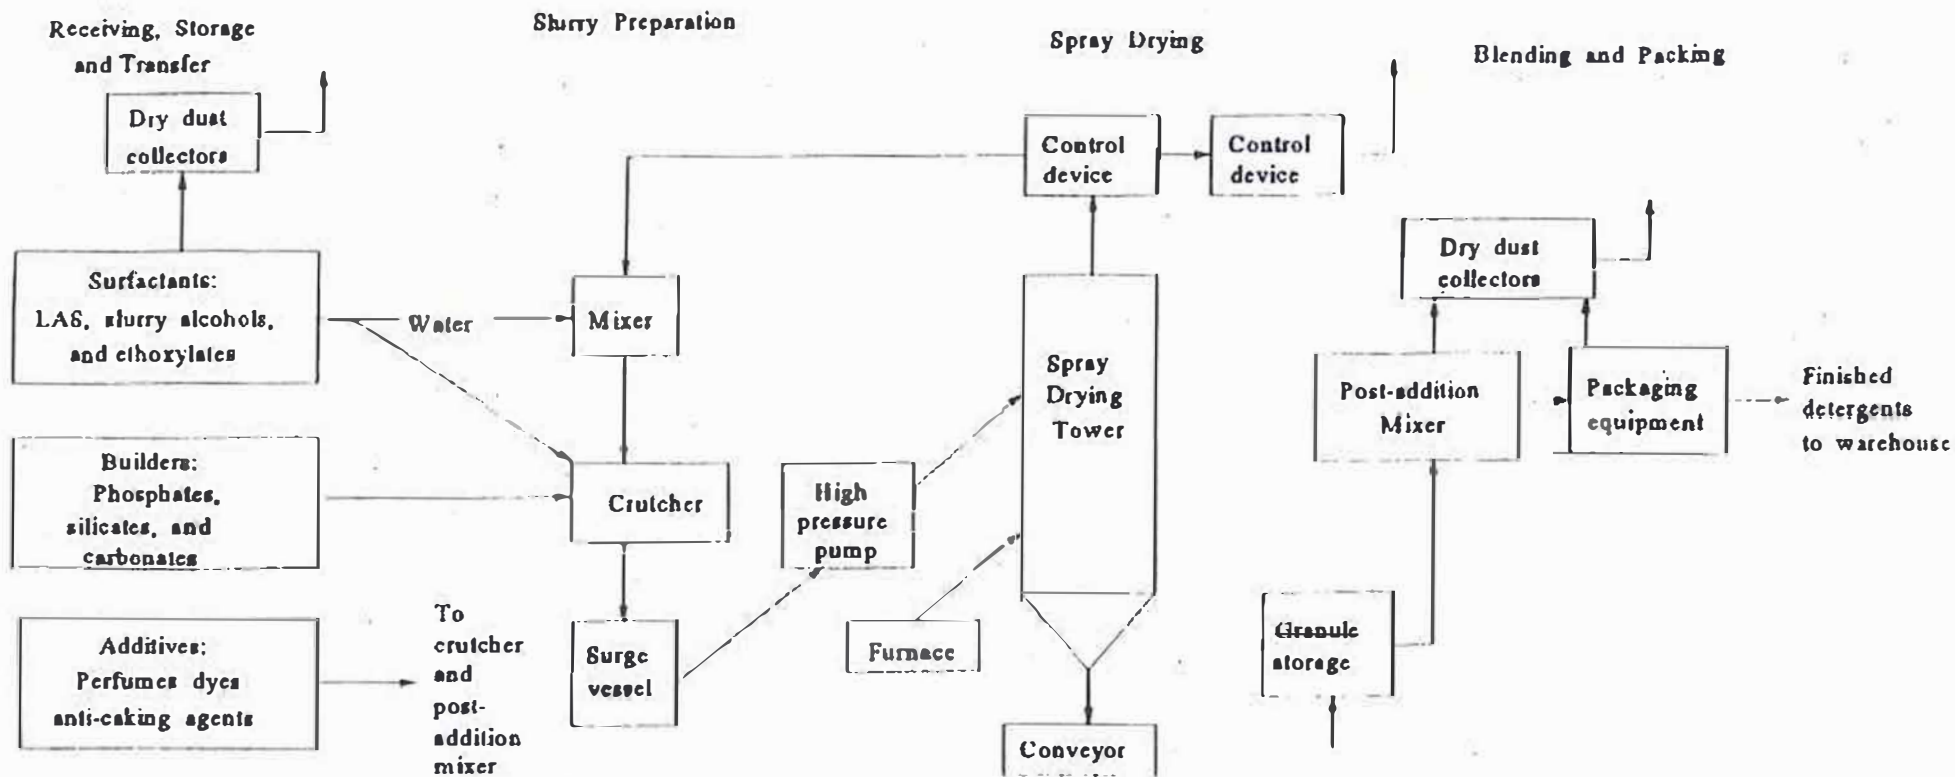 Receiving, Storage
and Transfer
Slurry Preparation
Spray Drying
Blending and Packing
Dry dust
collectors
Control
device
Control
device
Dry dust
collectors
Surfactants:
LAS, slurry alcohols,
and ethoxylates
Water
Mixer
Spray
Drying
Tower
Post-addition
Mixer
Packaging
equipment
Finished
detergents
to warehouse
Builders:
Phosphates,
silicates, and
carbonates
Crutcher
High
pressure
pump
Additives:
Perfumes dyes
anti-caking agents
To
crutcher
and
post-
addition
mixer
Surge
vessel
Furnace
Granule
storage
Conveyor